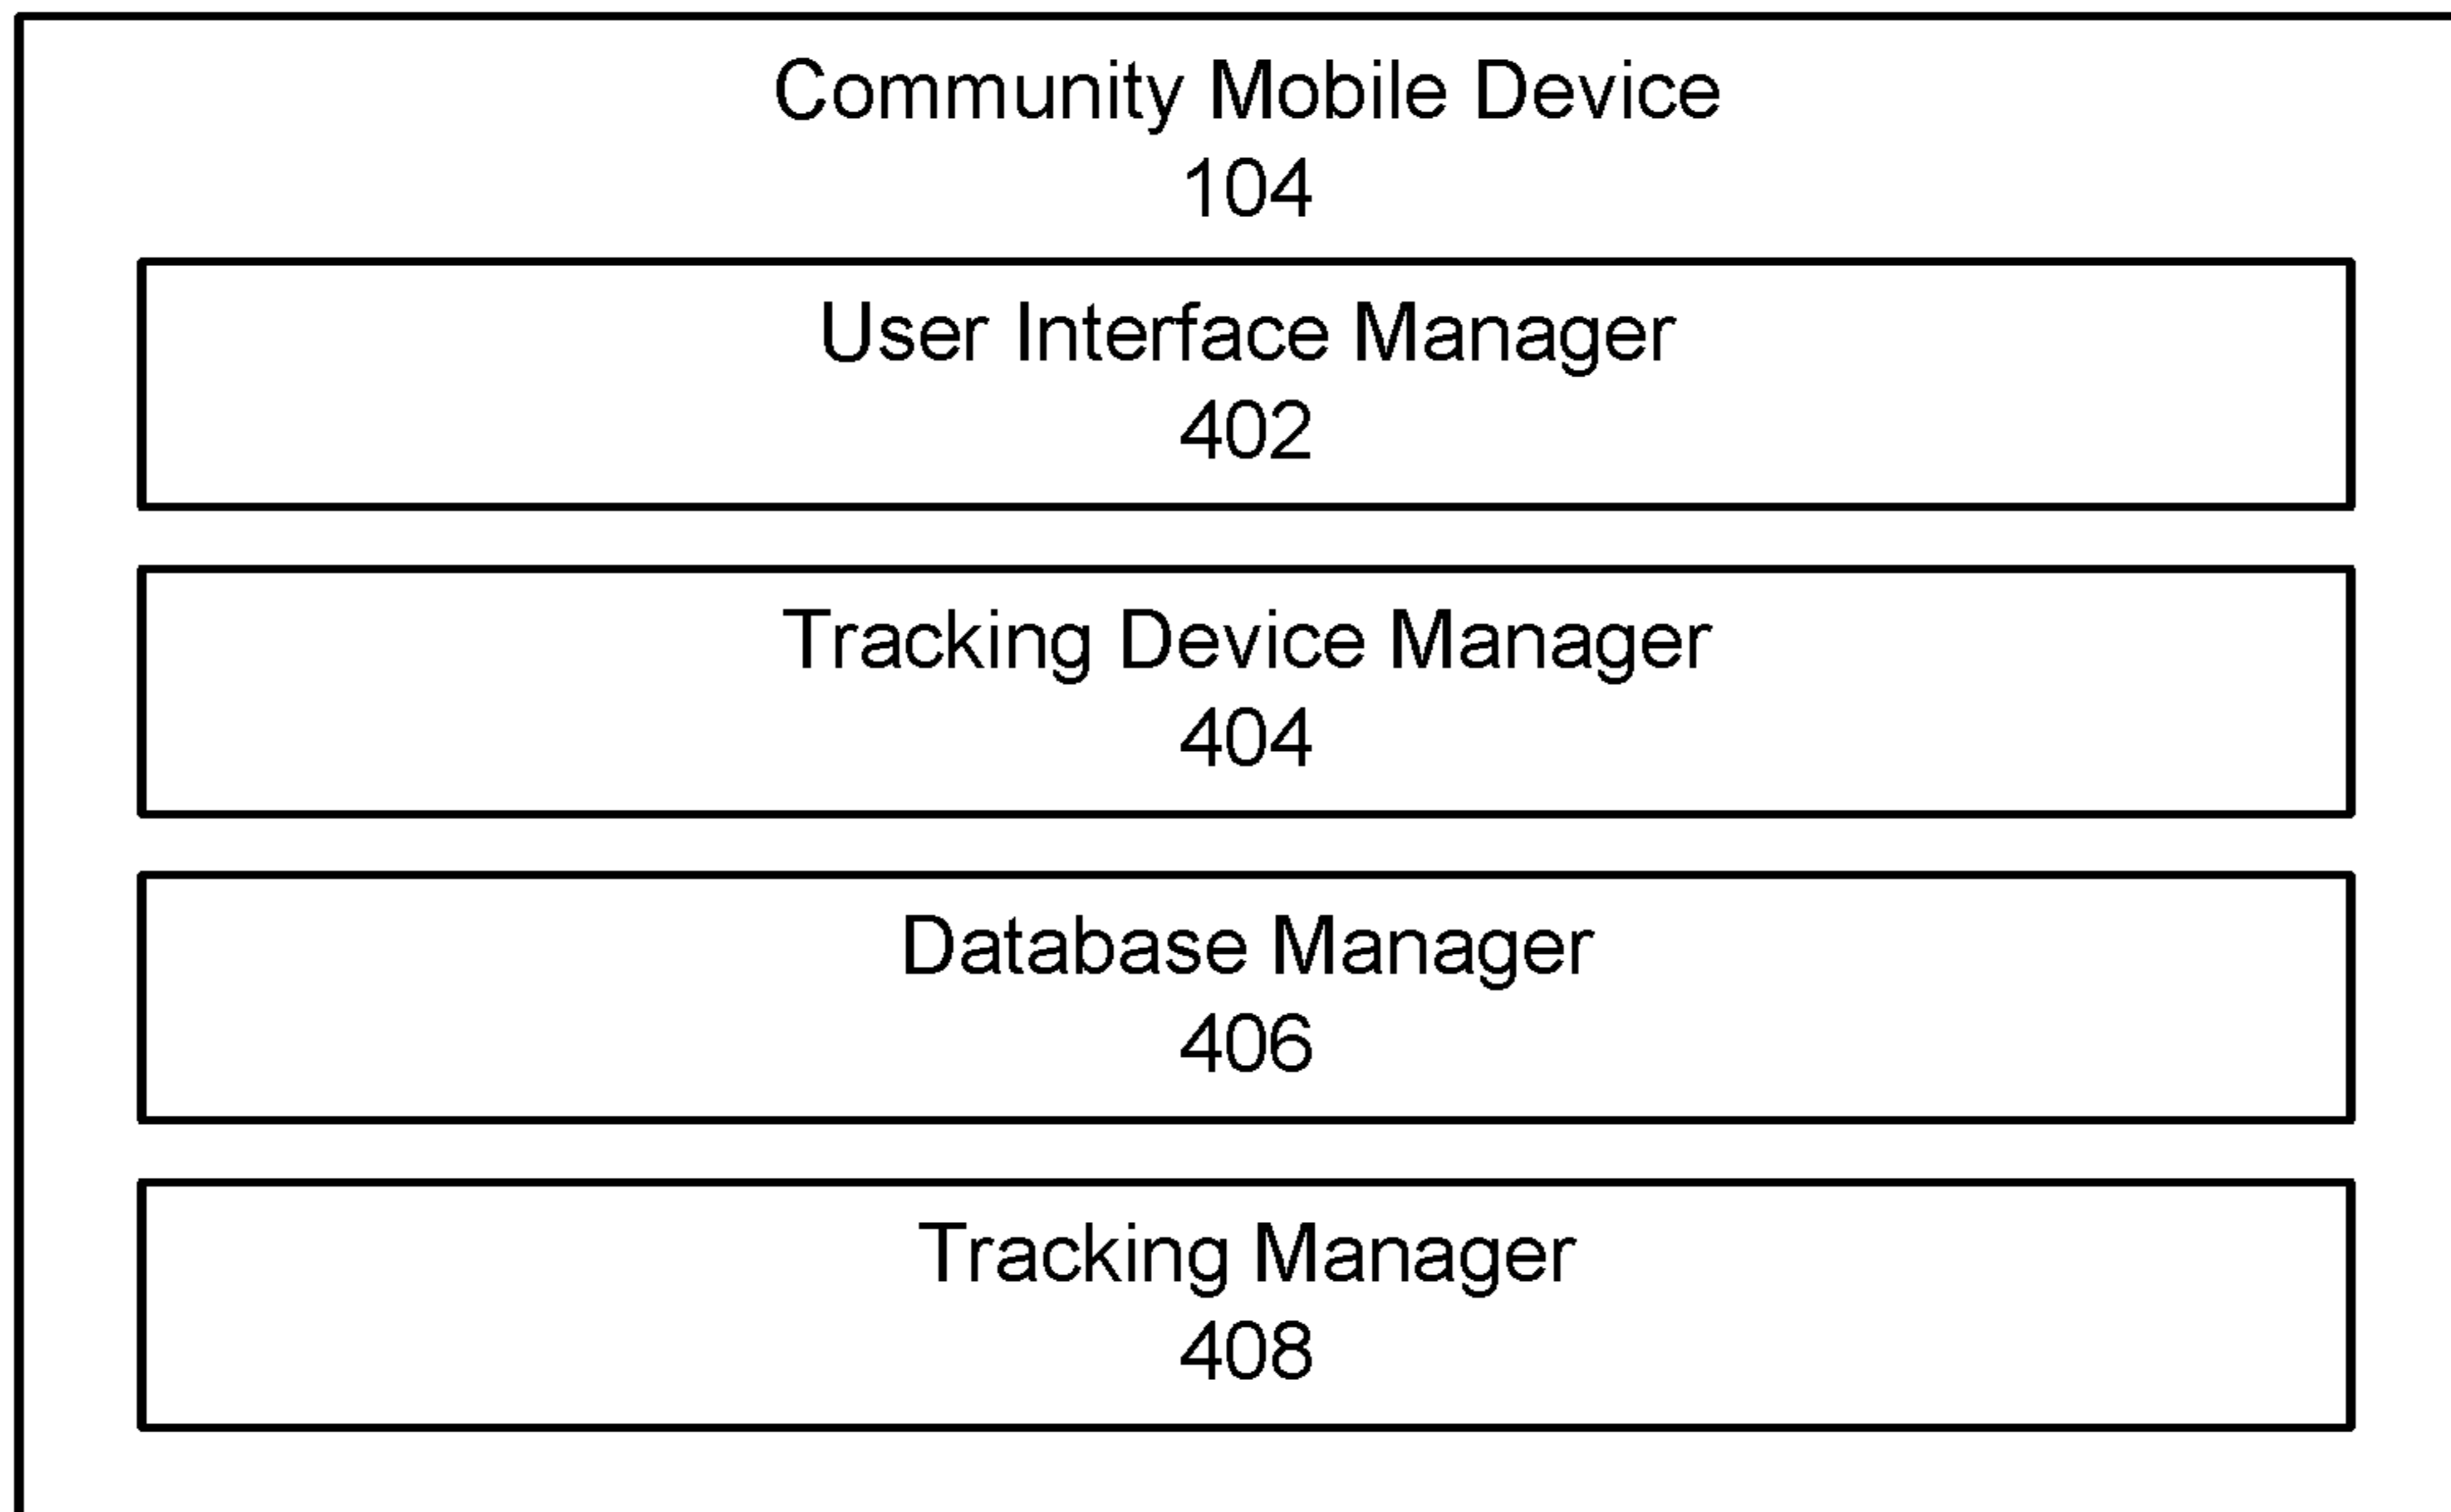 Community Mobile Device
104
User Interface Manager
402
Tracking Device Manager
404
Database Manager
406
Tracking Manager
408